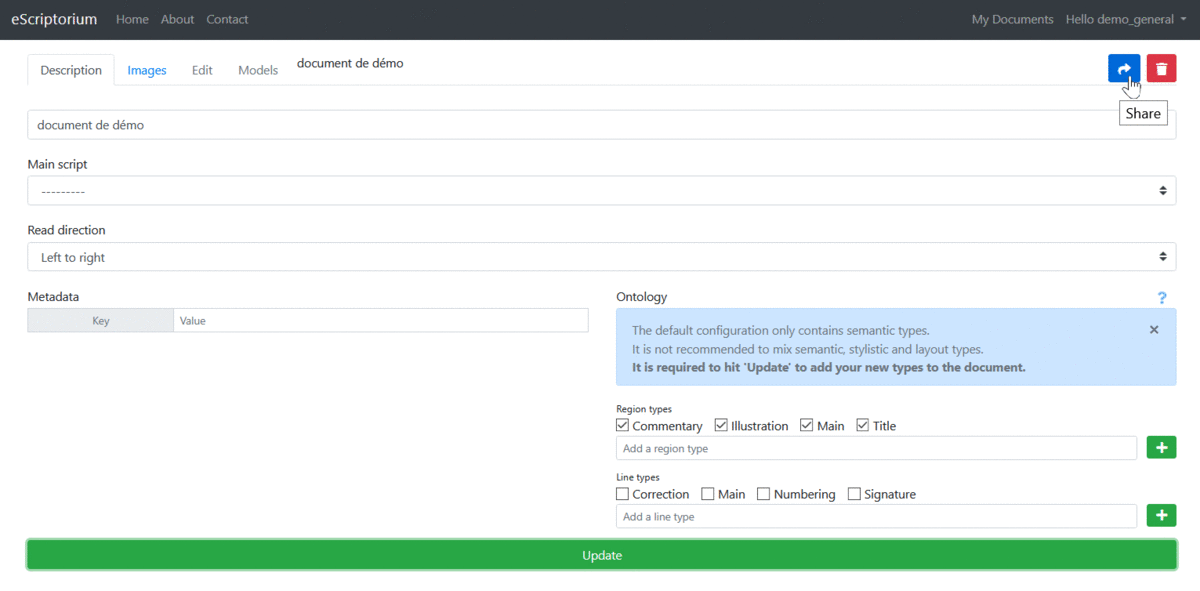 eScriptorium Home About Contact My Documents Hello demo_general
Description Images Edit Models document de démo
Share
document de démo
Main script
---------
Read direction
Left to right
Metadata
Key Value
Ontology ?
The default configuration only contains semantic types. ×
It is not recommended to mix semantic, stylistic and layout types.
It is required to hit 'Update' to add your new types to the document.
Region types
Commentary Illustration Main Title
Add a region type +
Line types
Correction Main Numbering Signature
Add a line type +
Update